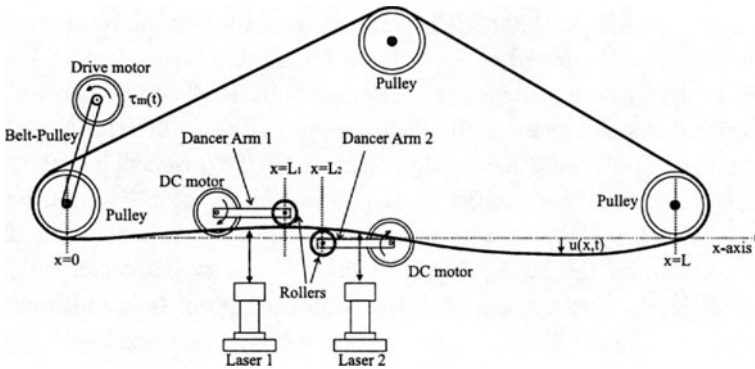 Pulley
Drive motor
τm(t)
Belt-Pulley
Dancer Arm 1
Dancer Arm 2
x=L₁
x=L₂
DC motor
Pulley
Pulley
x=0
Rollers
DC motor
u(x,t)
x=L
x-axis
Laser 1
Laser 2